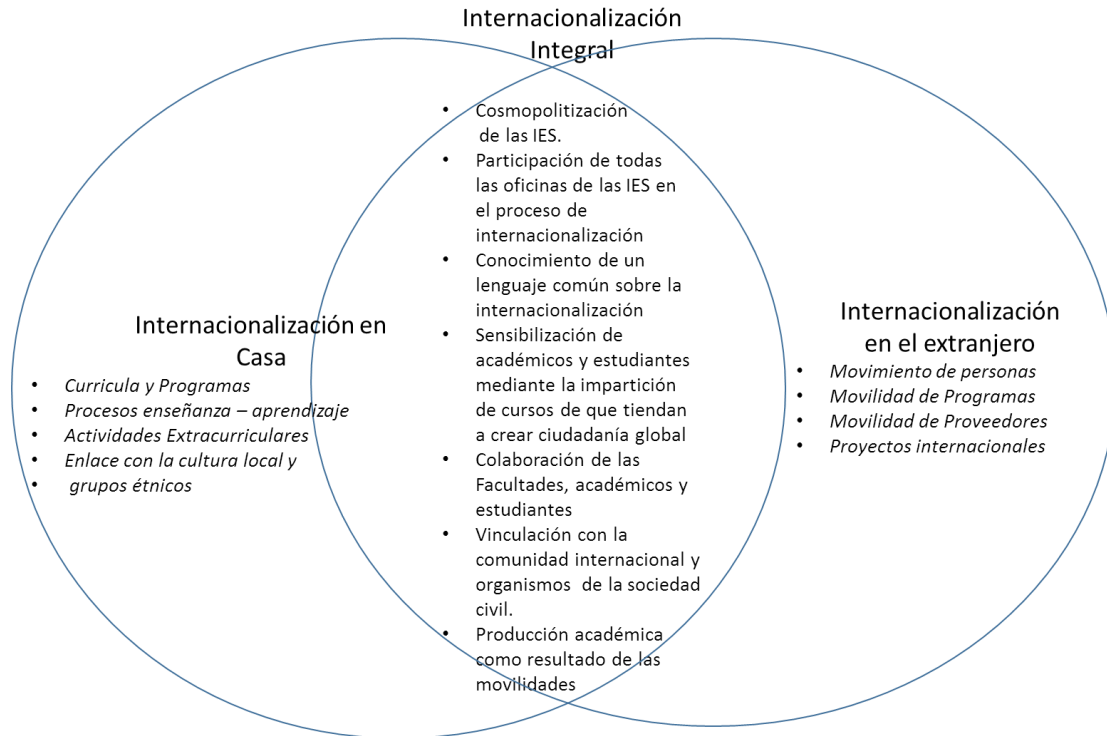 Internacionalización
Integral
• Cosmopolitización
de las IES.
• Participación de todas
las oficinas de las IES en
el proceso de
internacionalización
• Conocimiento de un
lenguaje común sobre la
internacionalización
• Sensibilización de
académicos y estudiantes
mediante la impartición
de cursos de que tiendan
a crear ciudadanía global
• Colaboración de las
Facultades, académicos y
estudiantes
• Vinculación con la
comunidad internacional y
organismos de la sociedad
civil.
• Producción académica
como resultado de las
movilidades
Internacionalización en
Casa
• Curricula y Programas
• Procesos enseñanza – aprendizaje
• Actividades Extracurriculares
• Enlace con la cultura local y
• grupos étnicos
Internacionalización
en el extranjero
• Movimiento de personas
• Movilidad de Programas
• Movilidad de Proveedores
• Proyectos internacionales